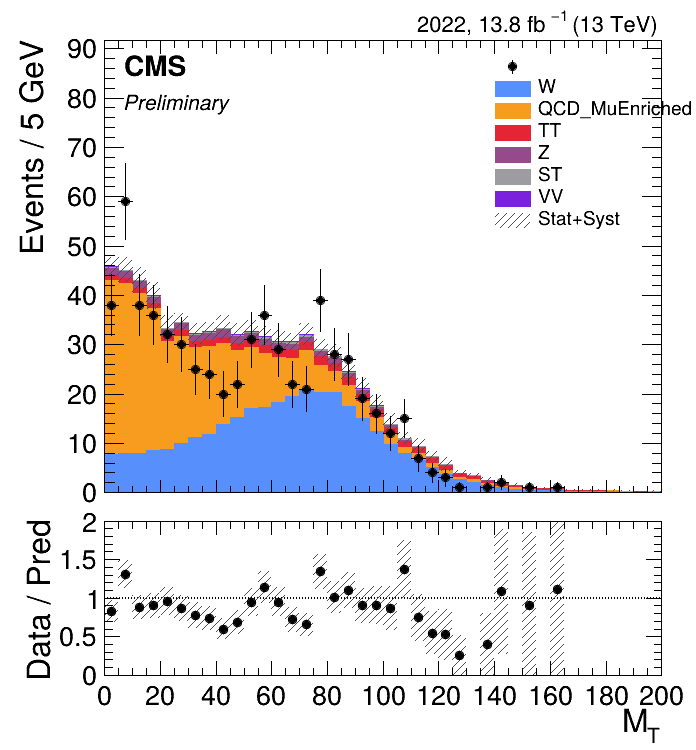 2022, 13.8 fb⁻¹ (13 TeV)
CMS
Preliminary
W
QCD_MuEnriched
TT
Z
ST
VV
Stat+Syst
Events / 5 GeV
90
80
70
60
50
40
30
20
10
0
Data / Pred
2
1.5
1
0.5
0
0 20 40 60 80 100 120 140 160 180 200
M_T